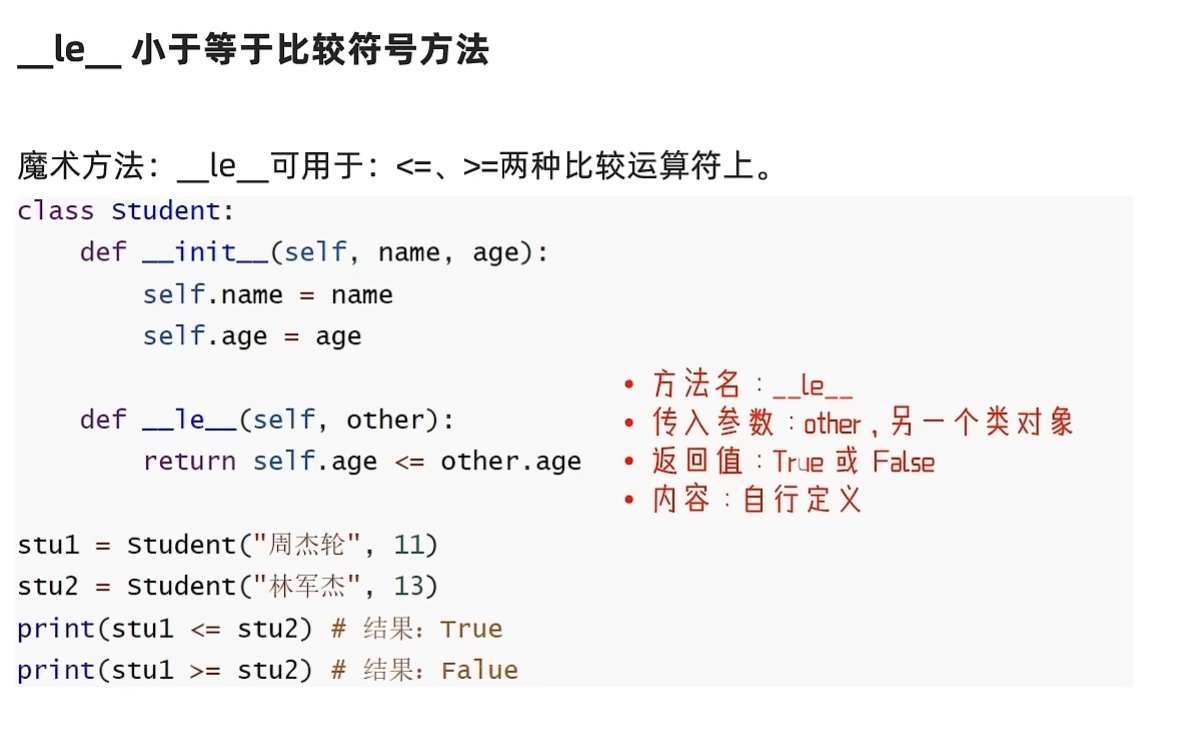 __le__ 小于等于比较符号方法
魔术方法：__le__可用于：<=、>=两种比较运算符上。
class Student:
    def __init__(self, name, age):
        self.name = name
        self.age = age
    def __le__(self, other):
        return self.age <= other.age
• 方法名：__le__
• 传入参数：other，另一个类对象
• 返回值：True 或 False
• 内容：自行定义
stu1 = Student("周杰轮", 11)
stu2 = Student("林军杰", 13)
print(stu1 <= stu2) # 结果：True
print(stu1 >= stu2) # 结果：Falue